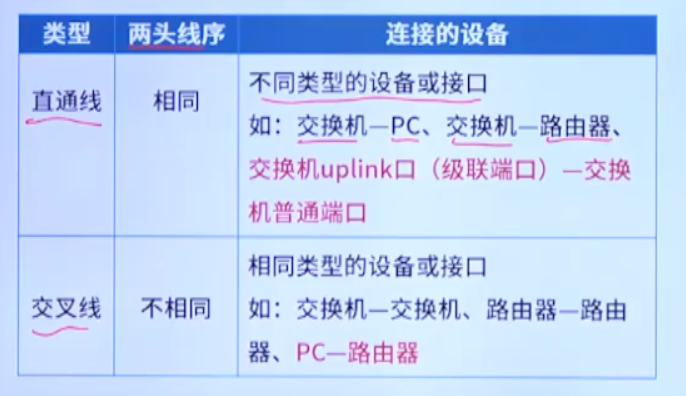 类型 两头线序 连接的设备
直通线 相同 不同类型的设备或接口
如：交换机—PC、交换机—路由器、
交换机uplink口（级联端口）—交换
机普通端口
交叉线 不相同 相同类型的设备或接口
如：交换机—交换机、路由器—路由
器、PC—路由器